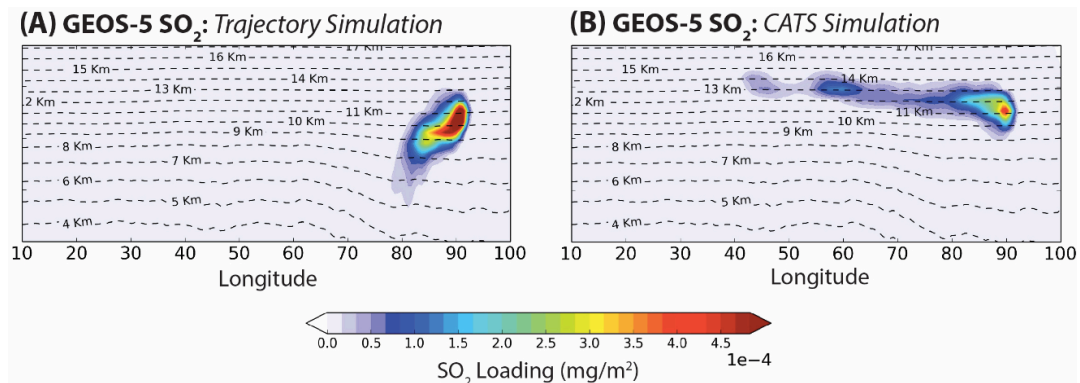 (A) GEOS-5 SO₂: Trajectory Simulation
17 Km
16 Km
15 Km
14 Km
13 Km
2 Km
11 Km
10 Km
9 Km
8 Km
7 Km
6 Km
5 Km
4 Km
10 20 30 40 50 60 70 80 90 100
Longitude
(B) GEOS-5 SO₂: CATS Simulation
17 Km
16 Km
15 Km
14 Km
13 Km
2 Km
11 Km
10 Km
9 Km
8 Km
7 Km
6 Km
5 Km
4 Km
10 20 30 40 50 60 70 80 90 100
Longitude
0.0 0.5 1.0 1.5 2.0 2.5 3.0 3.5 4.0 4.5
1e−4
SO₂ Loading (mg/m²)